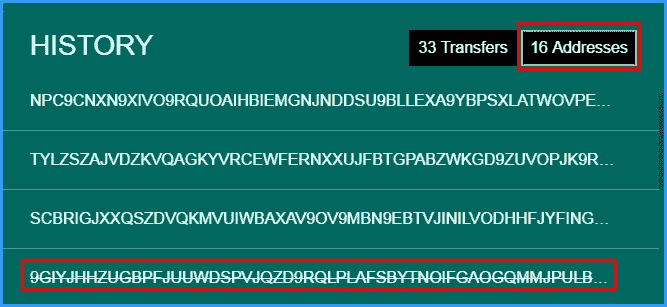 HISTORY
33 Transfers
16 Addresses
NPC9CNXN9XIVO9RQUOAIHBIEMGNJNDDSU9BLLEXA9YBPSXLATWOVPE...
TYLZSZAJVDZKVQAGKYVRCEWFERNXXUJFBTGPABZWKGD9ZUVOPJK9R...
SCBRIGJXXQSZDVQKMVUIWBAXAV9OV9MBN9EBTVJINILVODHHFJYFING...
9GIYJHHZUGBPFJUUWDSPVJQZD9RQLPLAFSBYTNOIFGAOGQMMJPULB...